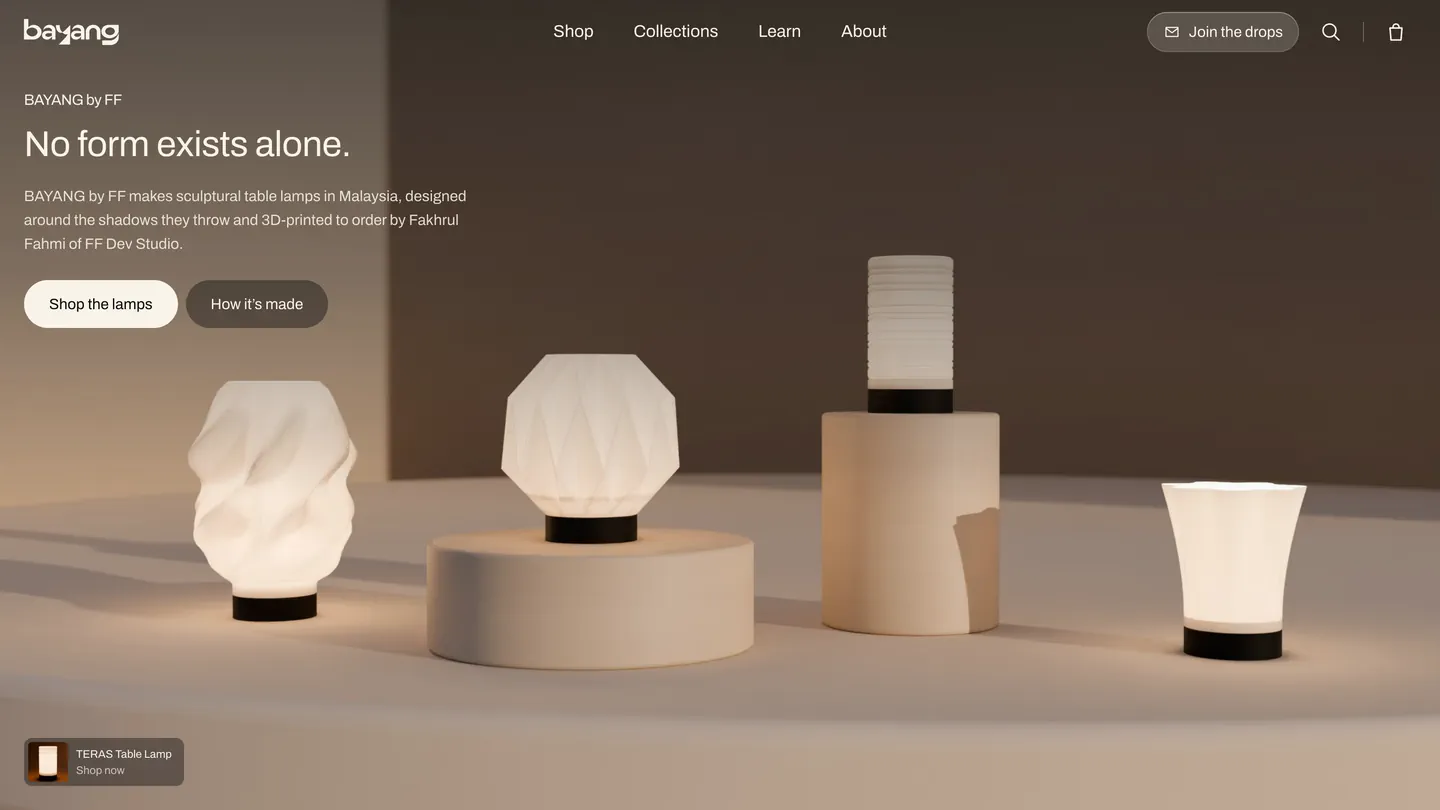 bayang
Shop
Collections
Learn
About
Join the drops
BAYANG by FF
No form exists alone.
BAYANG by FF makes sculptural table lamps in Malaysia, designed
around the shadows they throw and 3D-printed to order by Fakhrul
Fahmi of FF Dev Studio.
Shop the lamps
How it’s made
TERAS Table Lamp
Shop now